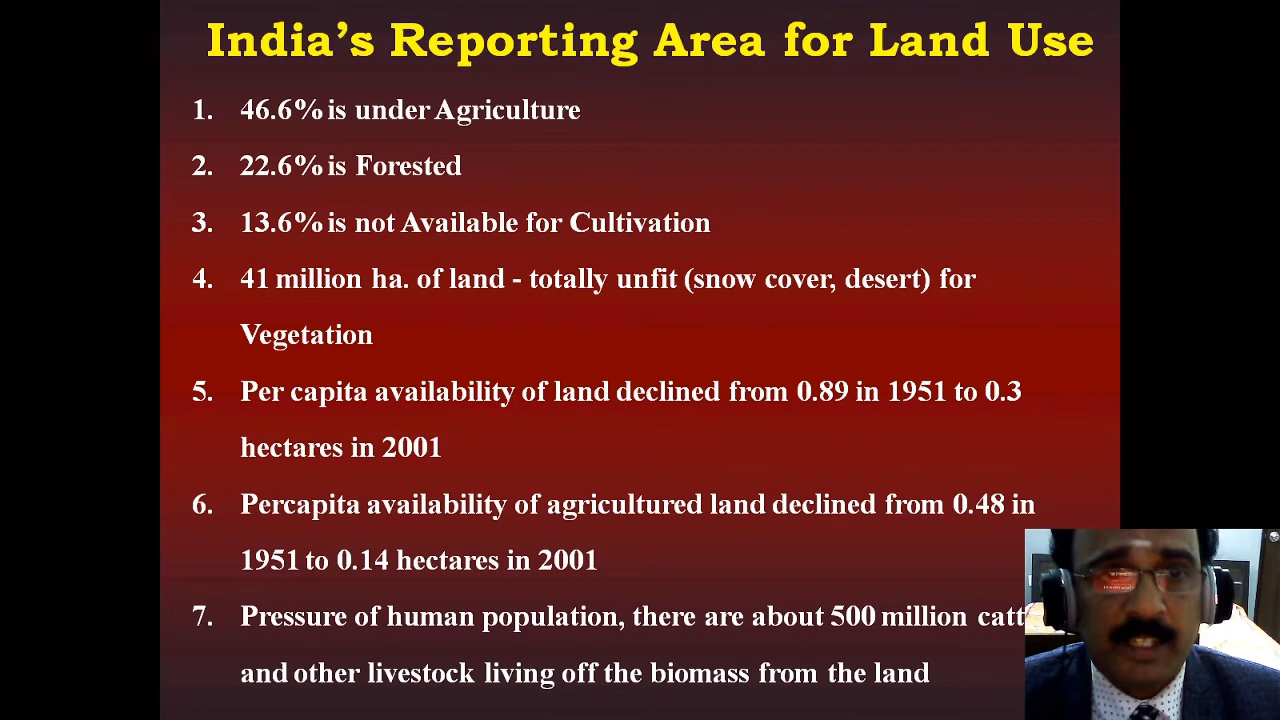 India's Reporting Area for Land Use
1. 46.6% is under Agriculture
2. 22.6% is Forested
3. 13.6% is not Available for Cultivation
4. 41 million ha. of land - totally unfit (snow cover, desert) for
Vegetation
5. Per capita availability of land declined from 0.89 in 1951 to 0.3
hectares in 2001
6. Percapita availability of agricultured land declined from 0.48 in
1951 to 0.14 hectares in 2001
7. Pressure of human population, there are about 500 million
and other livestock living off the biomass from the land